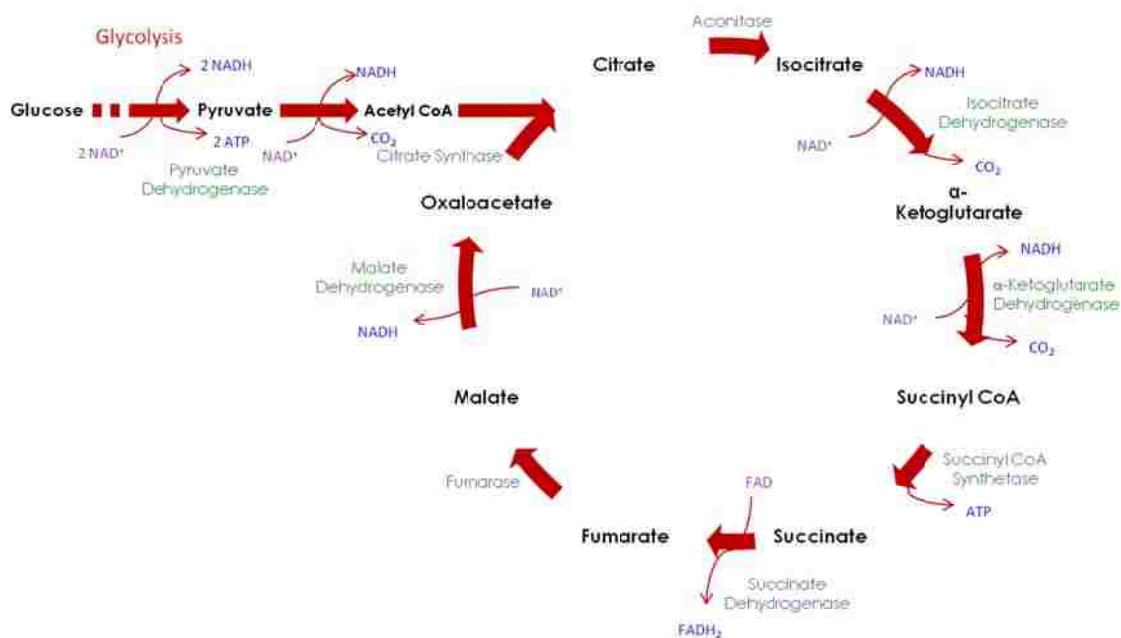 Glycolysis
2 NADH
Glucose
Pyruvate
2 NAD⁺
2 ATP
Pyruvate
Dehydrogenase
NADH
Acetyl CoA
NAD⁺
CO₂
Citrate Synthase
Aconitase
Citrate
Isocitrate
NADH
Isocitrate
Dehydrogenase
NAD⁺
CO₂
α-
Ketoglutarate
NADH
α-Ketoglutarate
Dehydrogenase
NAD⁺
CO₂
Succinyl CoA
Succinyl CoA
Synthetase
ATP
Succinate
FAD
Succinate
Dehydrogenase
FADH₂
Fumarate
Fumarase
Malate
Malate
Dehydrogenase
NAD⁺
NADH
Oxaloacetate